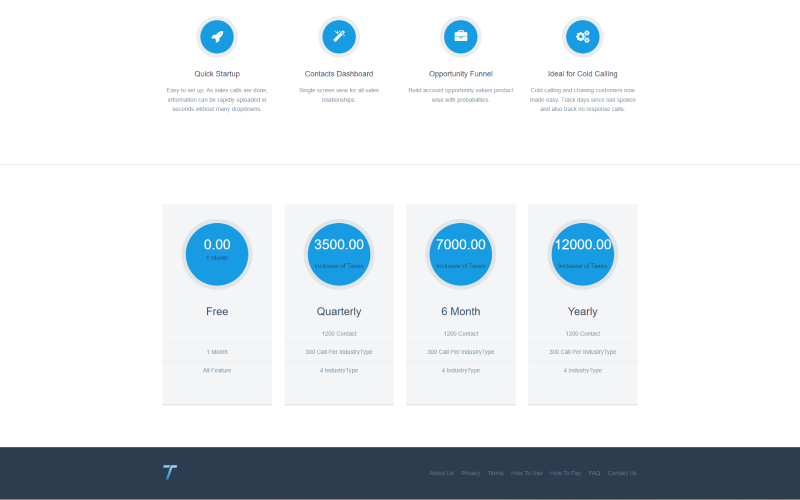 Quick Startup
Easy to set up. As sales calls are done,
information can be rapidly uploaded in
seconds without many dropdowns.
Contacts Dashboard
Single screen view for all sales
relationships.
Opportunity Funnel
Build account opportunity values product
wise with probabilities.
Ideal for Cold Calling
Cold calling and chasing customers now
made easy. Track days since last spoken
and also track no response calls.
0.00
1 Month
Free
1 Month
All Feature
3500.00
Inclusive of Taxes
Quarterly
1200 Contact
300 Call Per IndustryType
4 IndustryType
7000.00
Inclusive of Taxes
6 Month
1200 Contact
300 Call Per IndustryType
4 IndustryType
12000.00
Inclusive of Taxes
Yearly
1200 Contact
300 Call Per IndustryType
4 IndustryType
T
About Us Privacy Terms How To Use How To Pay FAQ Contact Us